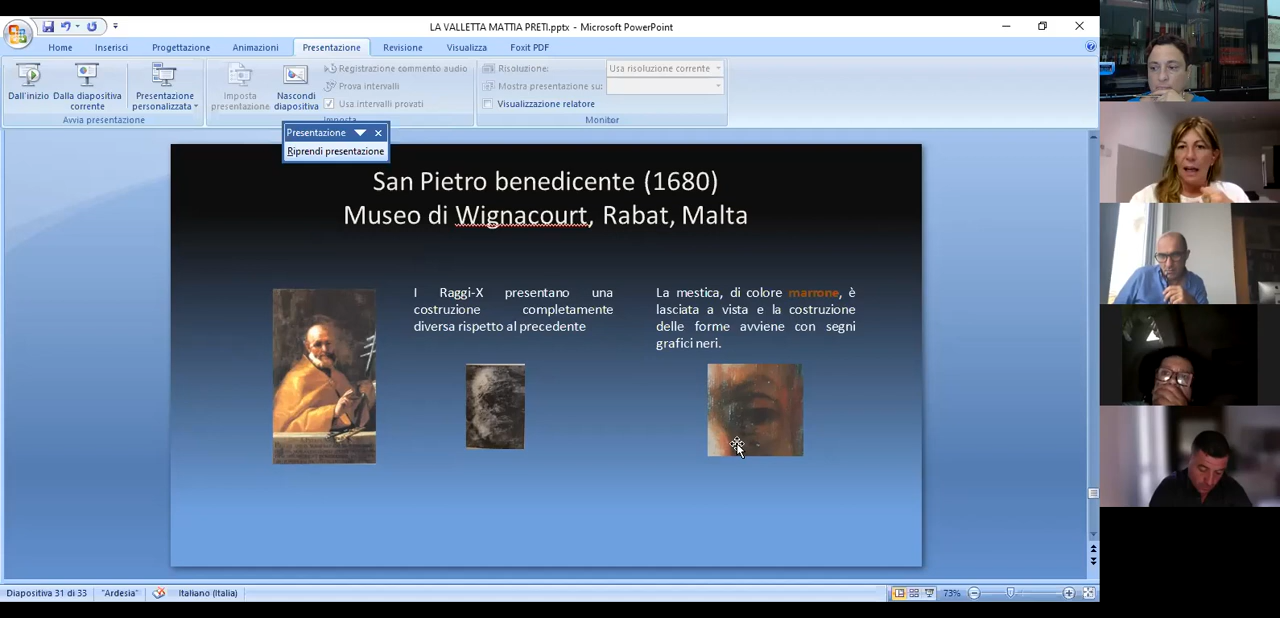 LA VALLETTA MATTIA PRETI.pptx - Microsoft PowerPoint
Home Inserisci Progettazione Animazioni Presentazione Revisione Visualizza Foxit PDF
Dall'inizio
Dalla diapositiva corrente
Presentazione personalizzata
Avvia presentazione
Imposta presentazione
Nascondi diapositiva
Registrazione commento audio
Prova intervalli
Usa intervalli provati
Imposta
Risoluzione: Usa risoluzione corrente
Mostra presentazione su:
Visualizzazione relatore
Monitor
Presentazione
Riprendi presentazione
San Pietro benedicente (1680)
Museo di Wignacourt, Rabat, Malta
I Raggi-X presentano una
costruzione completamente
diversa rispetto al precedente
La mestica, di colore marrone, è
lasciata a vista e la costruzione
delle forme avviene con segni
grafici neri.
Diapositiva 31 di 33 "Ardesia" Italiano (Italia) 73%